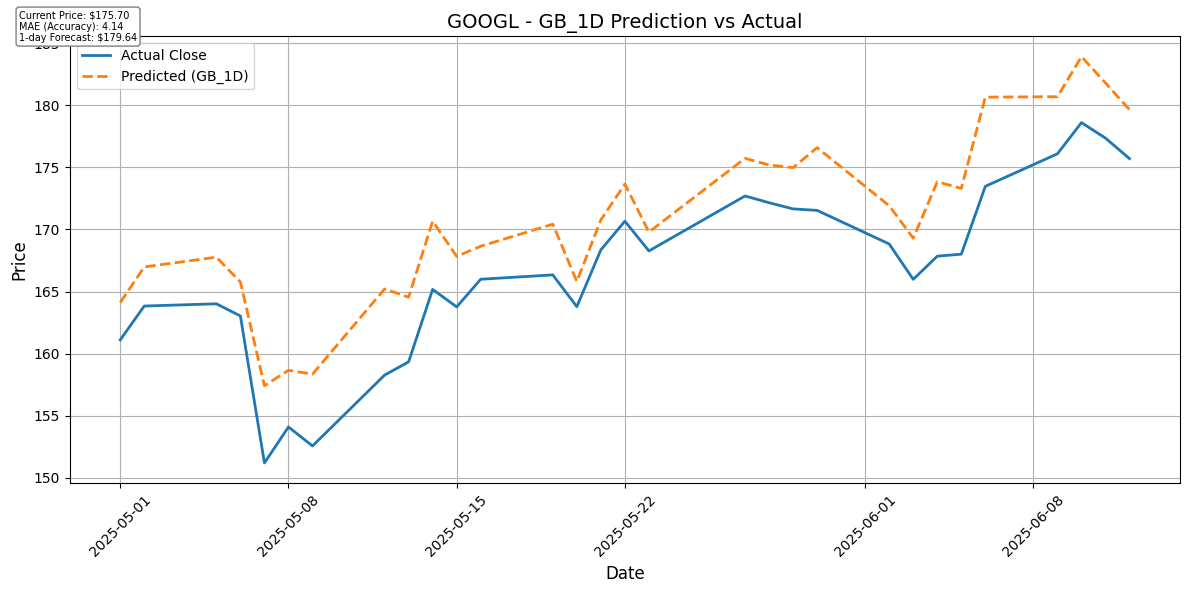 Current Price: $175.70
MAE (Accuracy): 4.14
1-day Forecast: $179.64
GOOGL - GB_1D Prediction vs Actual
Actual Close
Predicted (GB_1D)
Price
185
180
175
170
165
160
155
150
2025-05-01
2025-05-08
2025-05-15
2025-05-22
2025-06-01
2025-06-08
Date